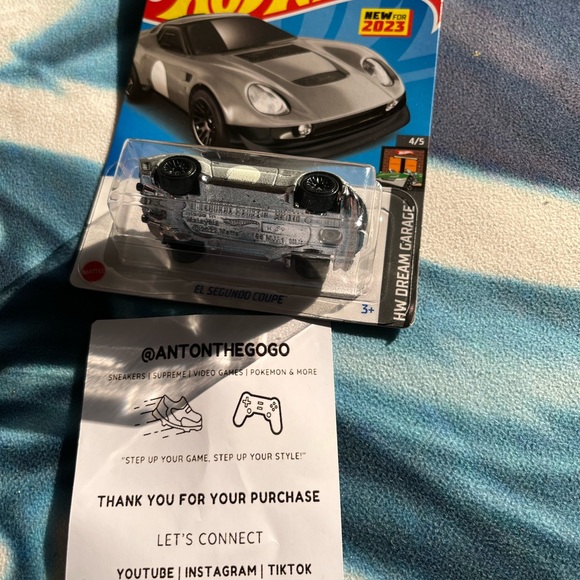 NEW FOR
2023
4/5
HW DREAM GARAGE
MATTEL
EL SEGUNDO COUPE
3+
@ANTONTHEGOGO
SNEAKERS | SUPREME | VIDEO GAMES | POKEMON & MORE
"STEP UP YOUR GAME, STEP UP YOUR STYLE!"
THANK YOU FOR YOUR PURCHASE
LET'S CONNECT
YOUTUBE | INSTAGRAM | TIKTOK